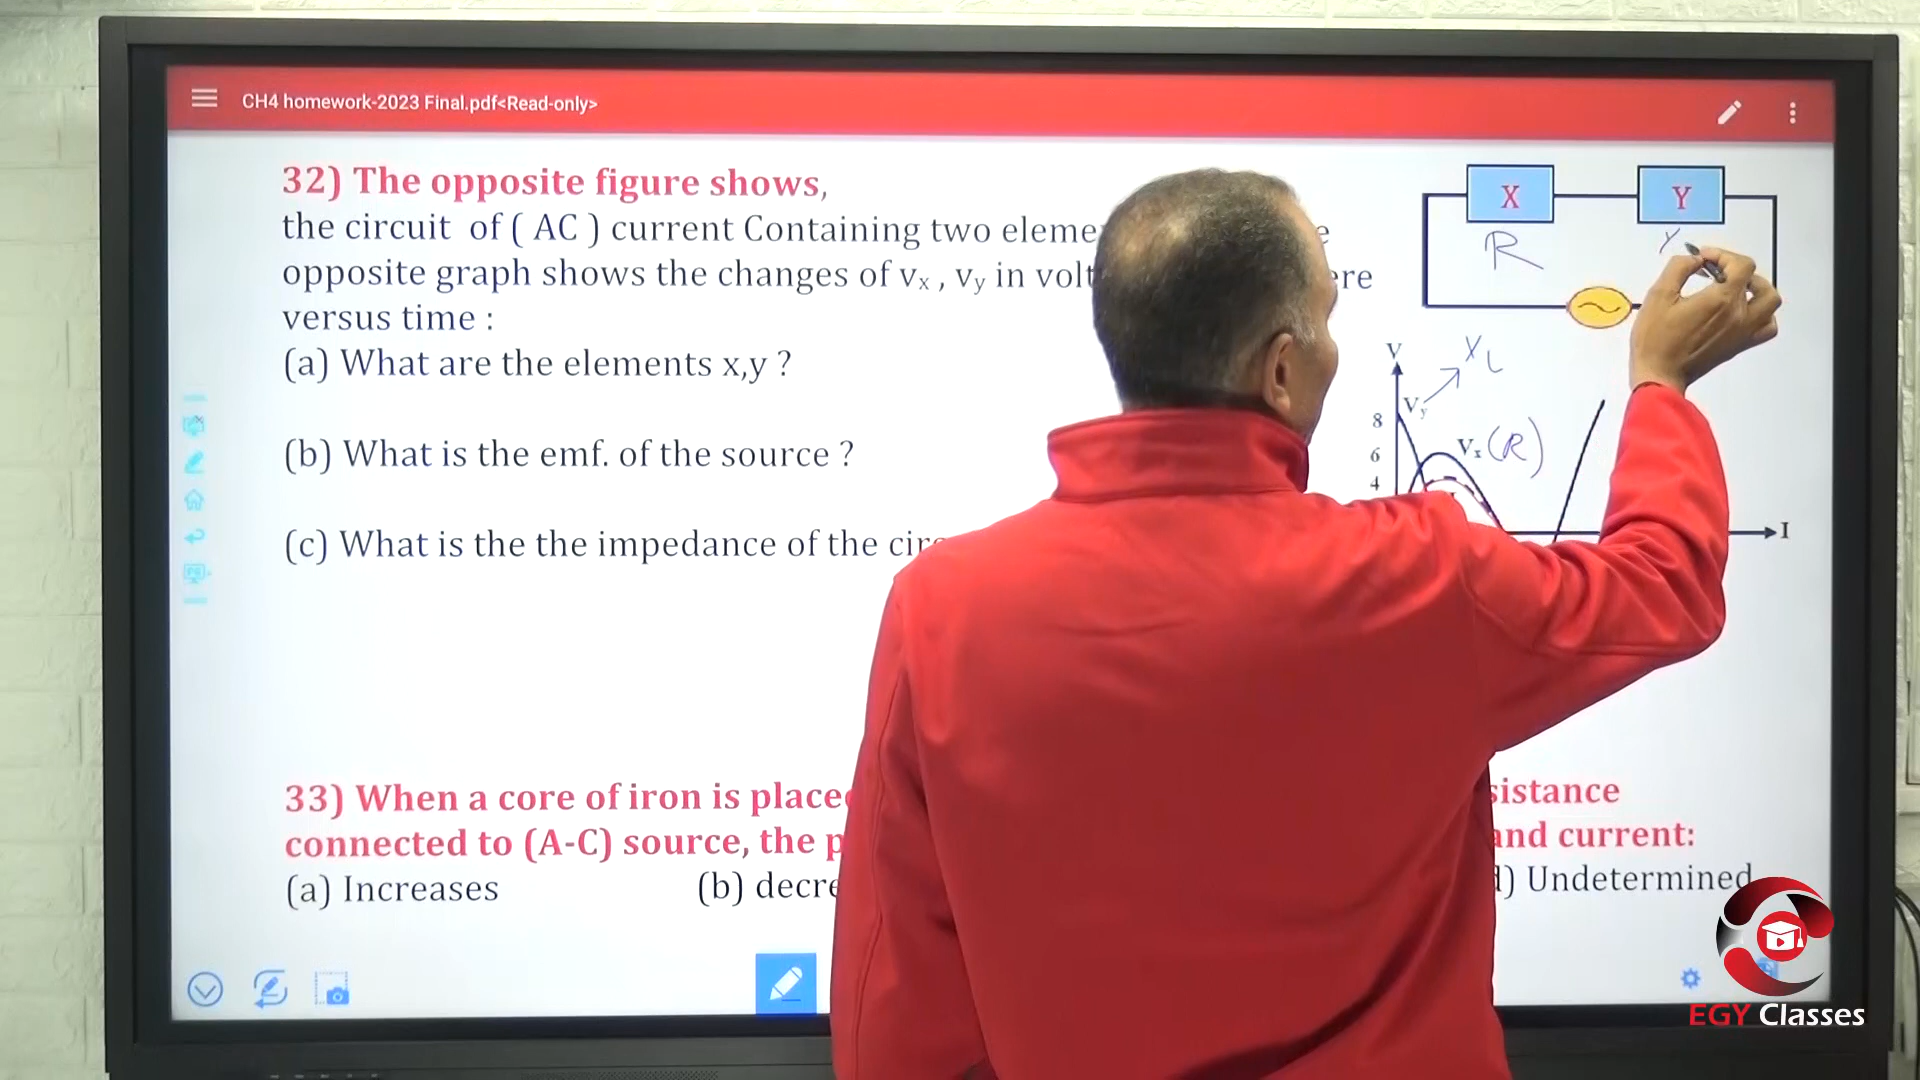 CH4 homework-2023 Final.pdf<Read-only>
32) The opposite figure shows,
the circuit of ( AC ) current Containing two eleme
opposite graph shows the changes of vx , vy in volt ere
versus time :
(a) What are the elements x,y ?
(b) What is the emf. of the source ?
(c) What is the the impedance of the circ
X Y
R
V
XL
Vy
8
Vx (R)
6
4
I
33) When a core of iron is place sistance
connected to (A-C) source, the p and current:
(a) Increases (b) decre d) Undetermined
EGY Classes